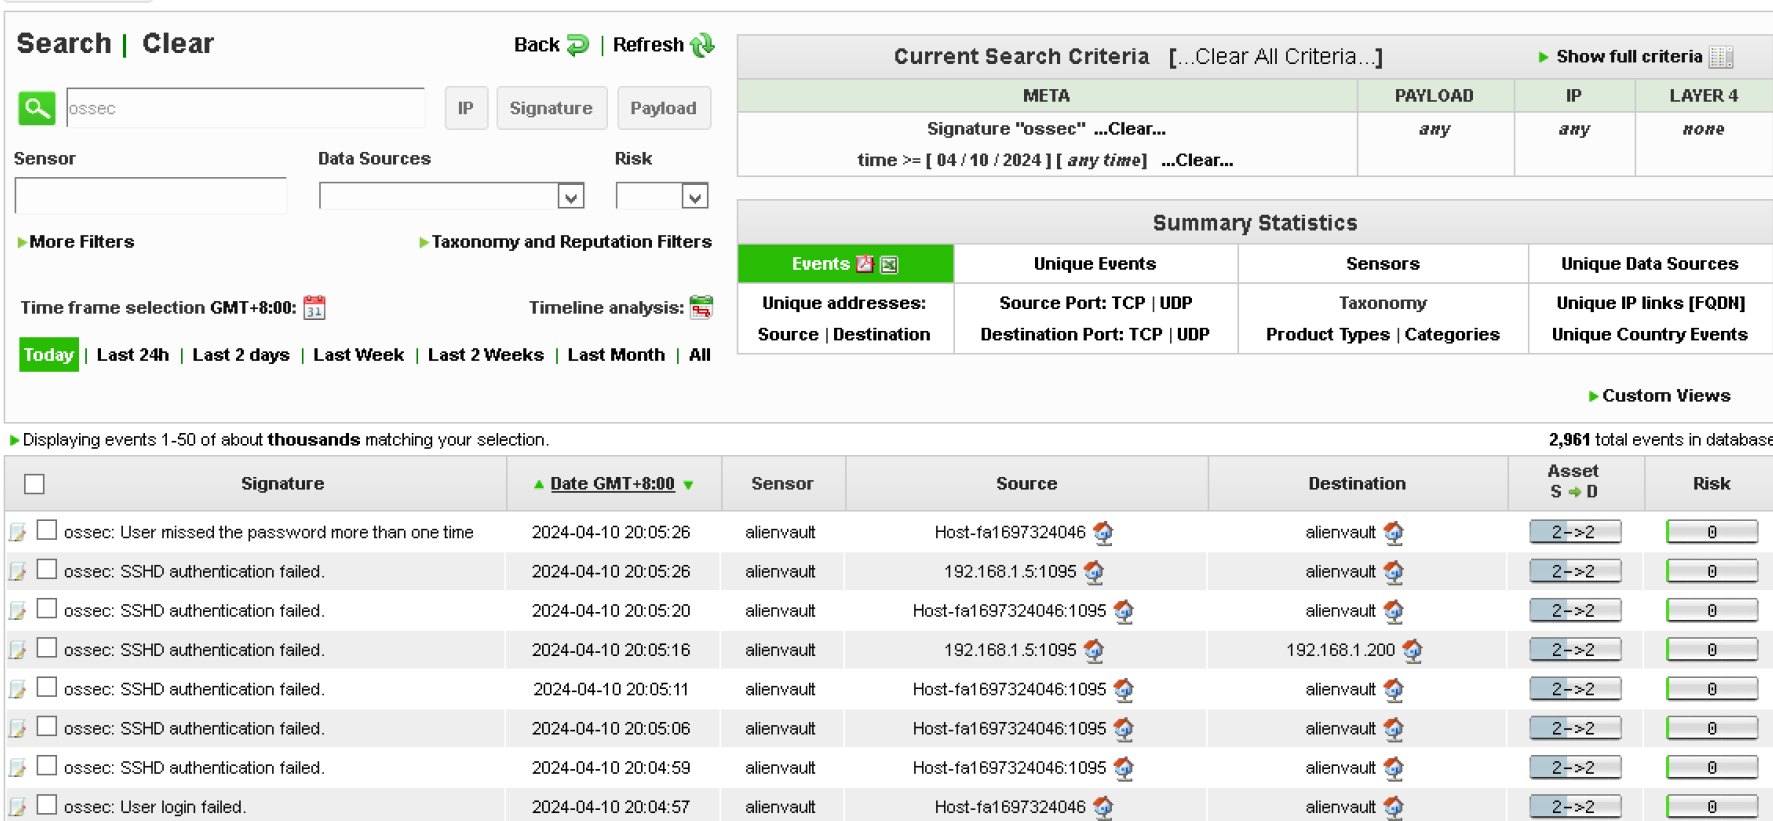 Search | Clear
Back | Refresh
ossec
IP
Signature
Payload
Sensor
Data Sources
Risk
More Filters
Taxonomy and Reputation Filters
Time frame selection GMT+8:00:
31
Timeline analysis:
Today | Last 24h | Last 2 days | Last Week | Last 2 Weeks | Last Month | All
Current Search Criteria [...Clear All Criteria...]
Show full criteria
META PAYLOAD IP LAYER 4
Signature "ossec" ...Clear... any any none
time >= [ 04 / 10 / 2024 ] [ any time] ...Clear...
Summary Statistics
Events Unique Events Sensors Unique Data Sources
Unique addresses: Source Port: TCP | UDP Taxonomy Unique IP links [FQDN]
Source | Destination Destination Port: TCP | UDP Product Types | Categories Unique Country Events
Custom Views
Displaying events 1-50 of about thousands matching your selection.
2,961 total events in database
Signature Date GMT+8:00 Sensor Source Destination Asset S D Risk
ossec: User missed the password more than one time 2024-04-10 20:05:26 alienvault Host-fa1697324046 alienvault 2->2 0
ossec: SSHD authentication failed. 2024-04-10 20:05:26 alienvault 192.168.1.5:1095 alienvault 2->2 0
ossec: SSHD authentication failed. 2024-04-10 20:05:20 alienvault Host-fa1697324046:1095 alienvault 2->2 0
ossec: SSHD authentication failed. 2024-04-10 20:05:16 alienvault 192.168.1.5:1095 192.168.1.200 2->2 0
ossec: SSHD authentication failed. 2024-04-10 20:05:11 alienvault Host-fa1697324046:1095 alienvault 2->2 0
ossec: SSHD authentication failed. 2024-04-10 20:05:06 alienvault Host-fa1697324046:1095 alienvault 2->2 0
ossec: SSHD authentication failed. 2024-04-10 20:04:59 alienvault Host-fa1697324046:1095 alienvault 2->2 0
ossec: User login failed. 2024-04-10 20:04:57 alienvault Host-fa1697324046 alienvault 2->2 0